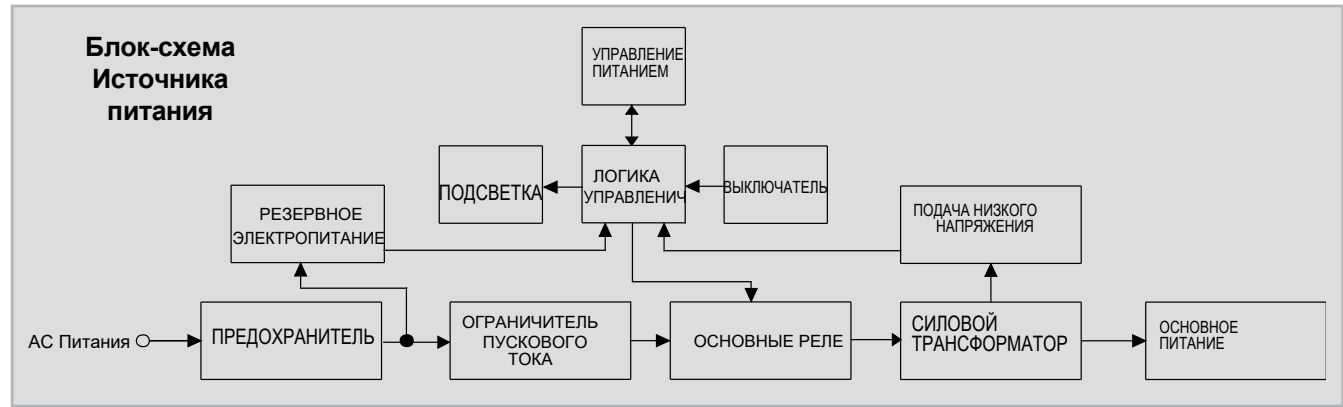 Блок-схема
Источника
питания
УПРАВЛЕНИЕ
ПИТАНИЕМ
ПОДСВЕТКА
ЛОГИКА
УПРАВЛЕНИЧ
ВЫКЛЮЧАТЕЛЬ
РЕЗЕРВНОЕ
ЭЛЕКТРОПИТАНИЕ
ПОДАЧА НИЗКОГО
НАПРЯЖЕНИЯ
АС Питания
ПРЕДОХРАНИТЕЛЬ
ОГРАНИЧИТЕЛЬ
ПУСКОВОГО
ТОКА
ОСНОВНЫЕ РЕЛЕ
СИЛОВОЙ
ТРАНСФОРМАТОР
ОСНОВНОЕ
ПИТАНИЕ